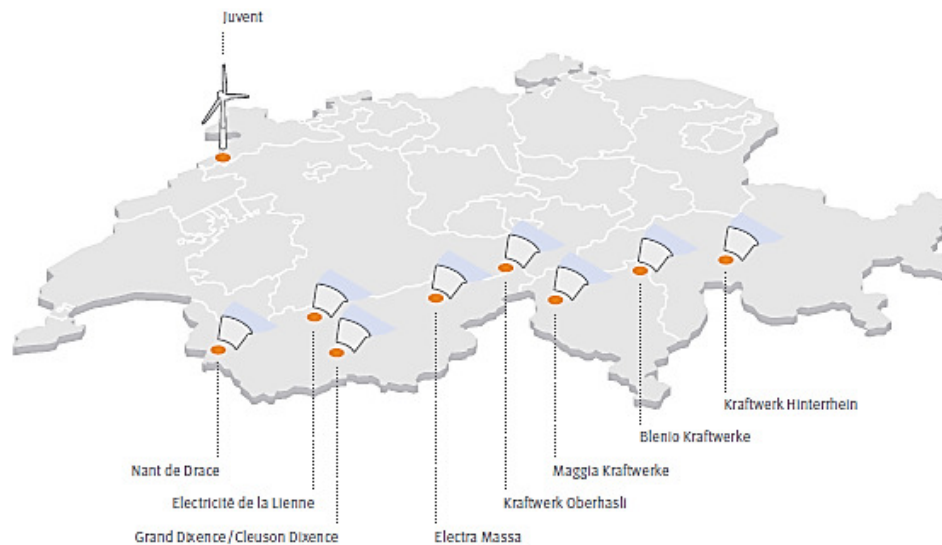 Juvent
Kraftwerk Hinterrhein
Blenio Kraftwerke
Nant de Drace
Maggia Kraftwerke
Electricité de la Lienne
Kraftwerk Oberhasli
Grand Dixence/Cleuson Dixence
Electra Massa